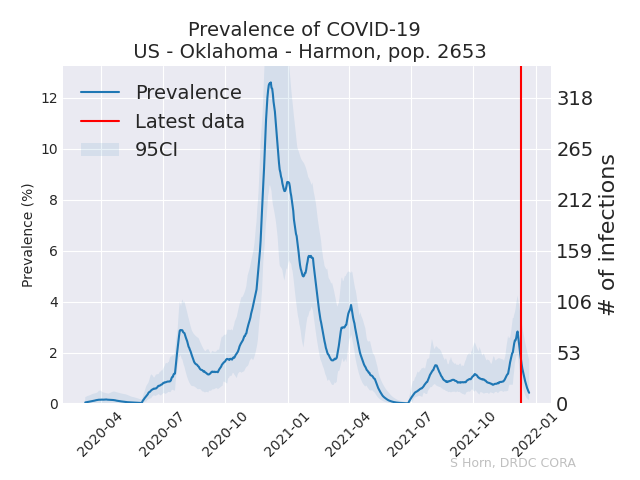 Prevalence of COVID-19
US - Oklahoma - Harmon, pop. 2653
Prevalence
Latest data
95CI
Prevalence (%)
12
10
8
6
4
2
0
318
265
212
159
106
53
0
# of infections
2020-04
2020-07
2020-10
2021-01
2021-04
2021-07
2021-10
2022-01
S Horn, DRDC CORA